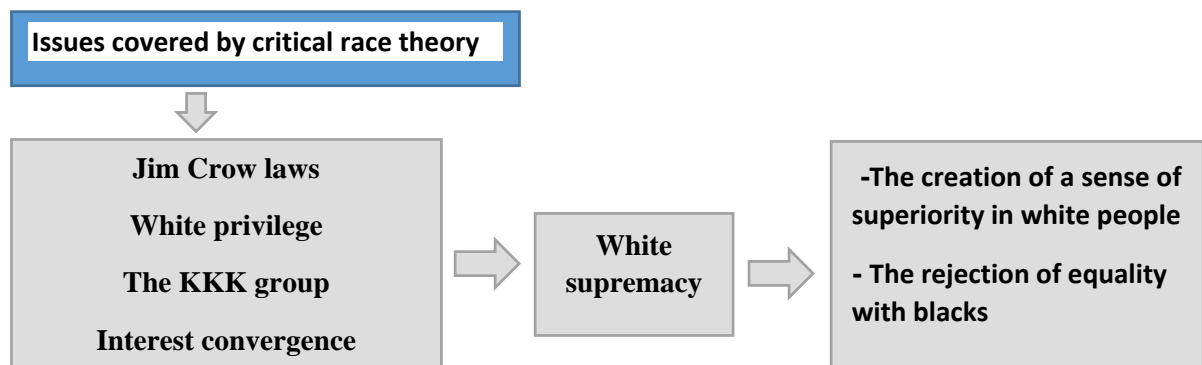 Issues covered by critical race theory
Jim Crow laws
White privilege
The KKK group
Interest convergence
White
supremacy
-The creation of a sense of
superiority in white people
- The rejection of equality
with blacks